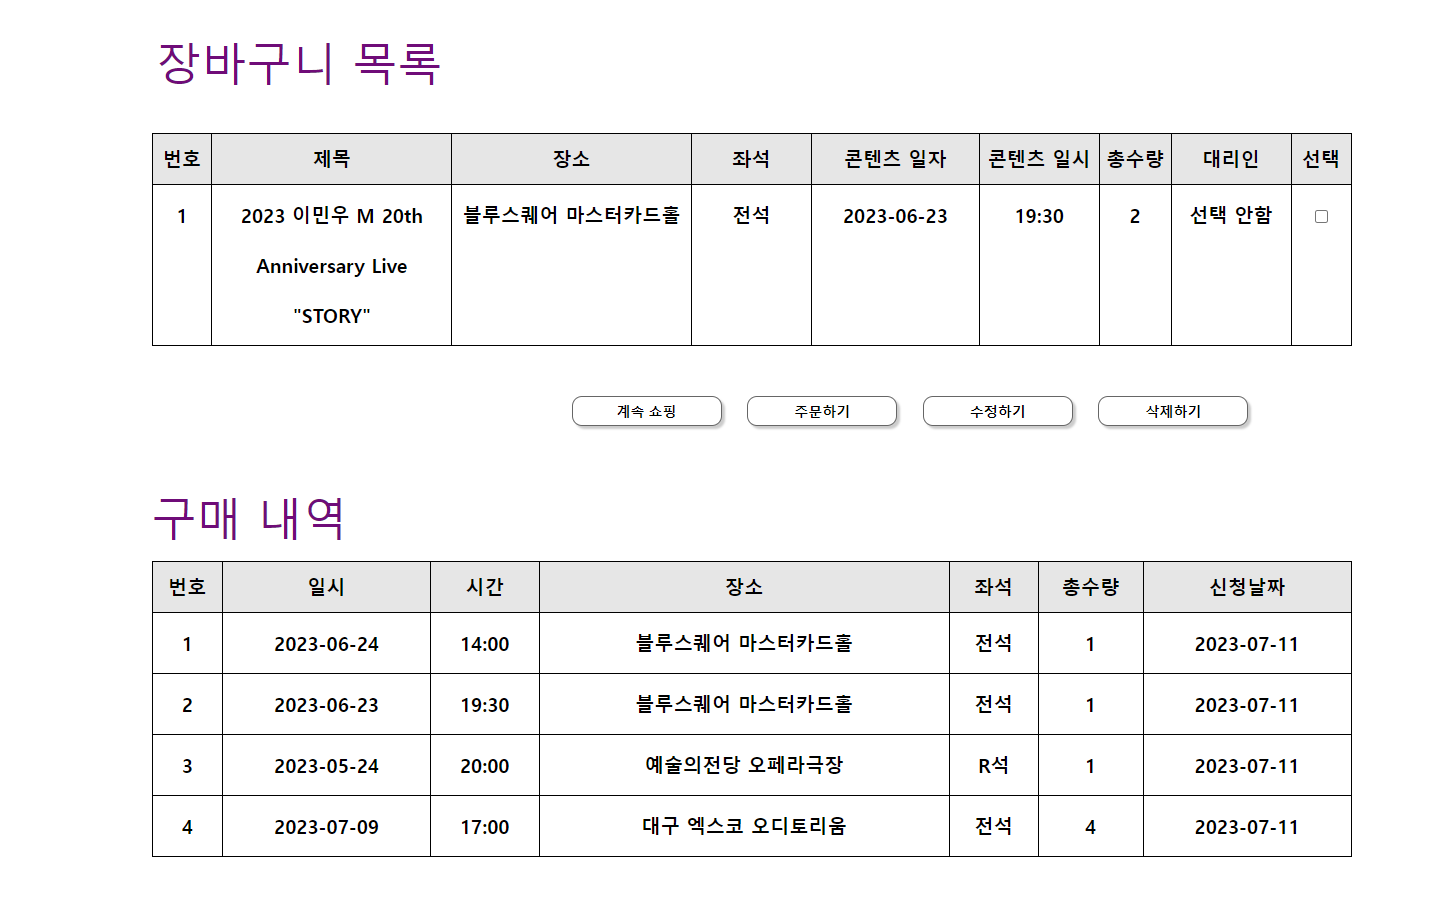 장바구니 목록
번호 제목 장소 좌석 콘텐츠 일자 콘텐츠 일시 총수량 대리인 선택
1 2023 이민우 M 20th 블루스퀘어 마스터카드홀 전석 2023-06-23 19:30 2 선택 안함
Anniversary Live
"STORY"
계속 쇼핑 주문하기 수정하기 삭제하기
구매 내역
번호 일시 시간 장소 좌석 총수량 신청날짜
1 2023-06-24 14:00 블루스퀘어 마스터카드홀 전석 1 2023-07-11
2 2023-06-23 19:30 블루스퀘어 마스터카드홀 전석 1 2023-07-11
3 2023-05-24 20:00 예술의전당 오페라극장 R석 1 2023-07-11
4 2023-07-09 17:00 대구 엑스코 오디토리움 전석 4 2023-07-11